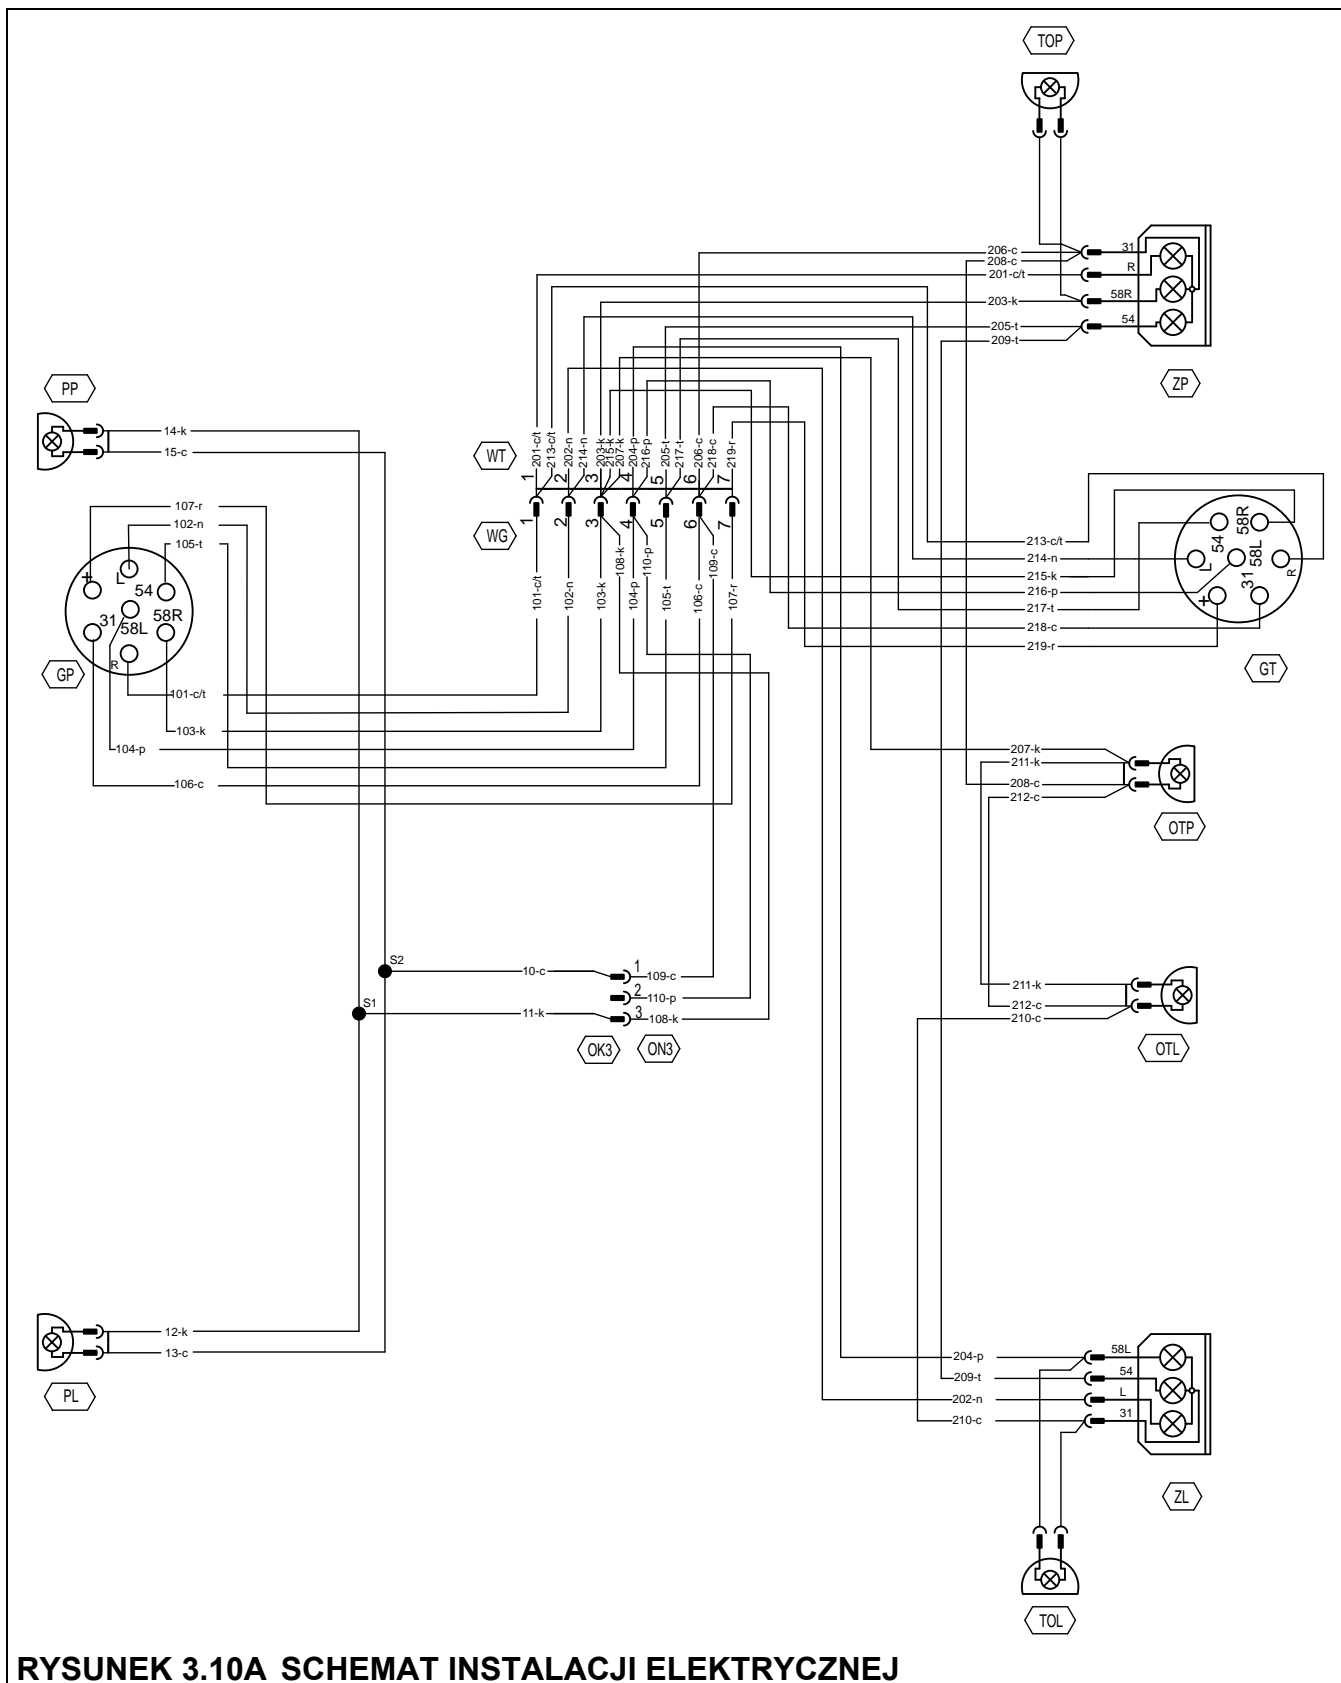 TOP
206-c
31
208-c
R
201-c/t
58R
203-k
54
205-t
209-t
ZP
PP
14-k
15-c
WT
201-c/t
213-c/t
202-n
214-n
203-k
215-k
207-k
204-p
216-p
205-t
217-t
206-c
218-c
219-r
1
2
3
4
5
6
7
WG
1
2
3
4
5
6
7
108-k
110-p
109-c
101-c/t
102-n
103-k
104-p
105-t
106-c
107-r
107-r
102-n
105-t
+
L
54
31
58L
58R
R
GP
101-c/t
103-k
104-p
106-c
213-c/t
214-n
215-k
216-p
217-t
218-c
219-r
54
58R
L
58L
31
R
+
GT
207-k
211-k
208-c
212-c
OTP
S2
10-c
1
109-c
2
110-p
S1
11-k
3
108-k
OK3
ON3
211-k
212-c
210-c
OTL
12-k
13-c
PL
204-p
58L
209-t
54
202-n
L
210-c
31
ZL
TOL
RYSUNEK 3.10A SCHEMAT INSTALACJI ELEKTRYCZNEJ